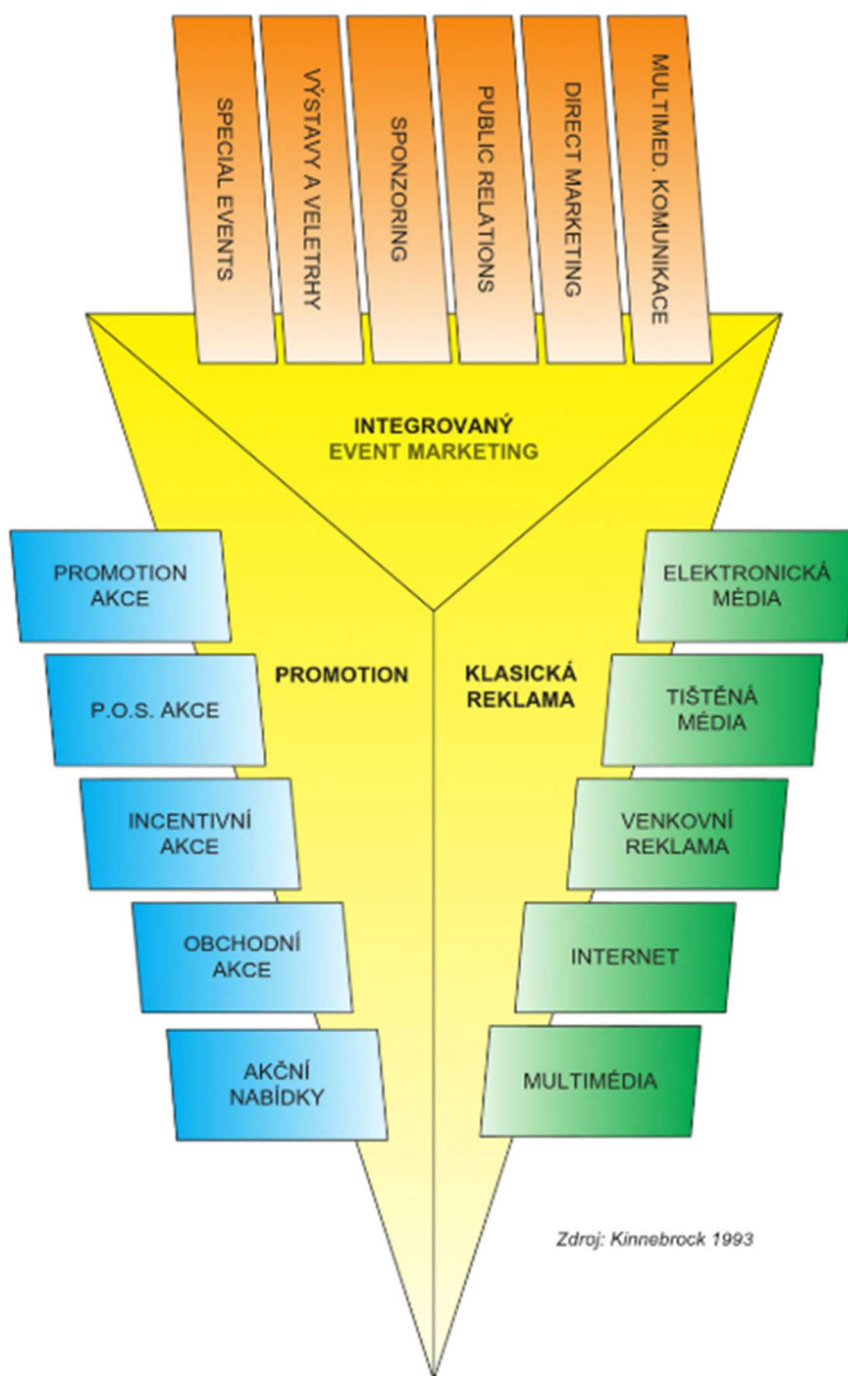 SPECIAL EVENTS
VÝSTAVY A VELETRHY
SPONZORING
PUBLIC RELATIONS
DIRECT MARKETING
MULTIMED. KOMUNIKACE
INTEGROVANÝ
EVENT MARKETING
PROMOTION
AKCE
P.O.S. AKCE
INCENTIVNÍ
AKCE
OBCHODNÍ
AKCE
AKČNÍ
NABÍDKY
PROMOTION
KLASICKÁ
REKLAMA
ELEKTRONICKÁ
MÉDIA
TIŠTĚNÁ
MÉDIA
VENKOVNÍ
REKLAMA
INTERNET
MULTIMÉDIA
Zdroj: Kinnebrock 1993